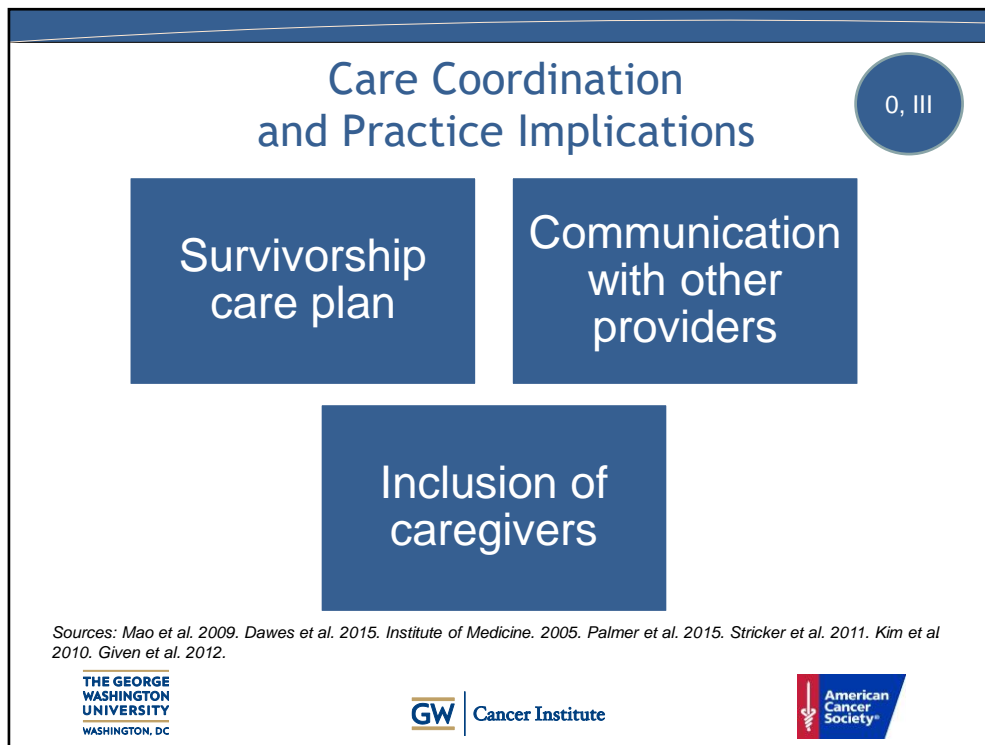 Care Coordination
and Practice Implications
0, III
Survivorship
care plan
Communication
with other
providers
Inclusion of
caregivers
Sources: Mao et al. 2009. Dawes et al. 2015. Institute of Medicine. 2005. Palmer et al. 2015. Stricker et al. 2011. Kim et al
2010. Given et al. 2012.
THE GEORGE
WASHINGTON
UNIVERSITY
WASHINGTON, DC
GW Cancer Institute
American
Cancer
Society®